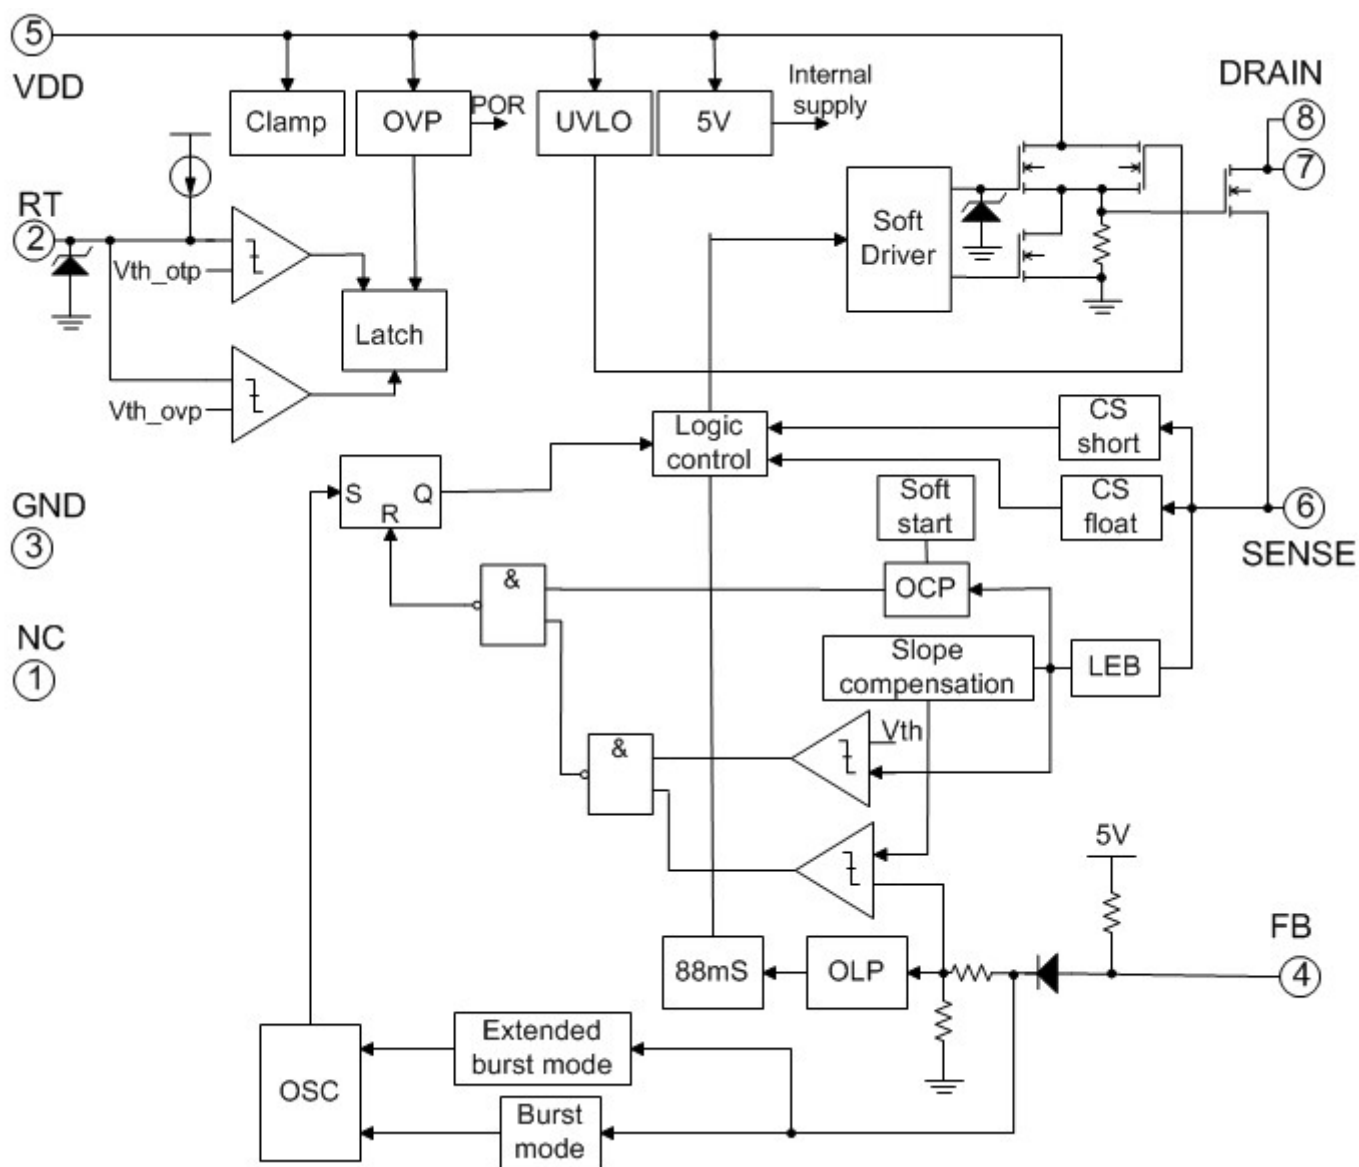 5
VDD
Clamp
OVP
POR
UVLO
5V
Internal
supply
DRAIN
8
7
RT
2
Vth_otp
Vth_ovp
Latch
Soft
Driver
Logic
control
CS
short
CS
float
6
SENSE
S
Q
R
GND
3
NC
1
Soft
start
&
OCP
Slope
compensation
LEB
Vth
&
5V
FB
4
88mS
OLP
Extended
burst mode
OSC
Burst
mode